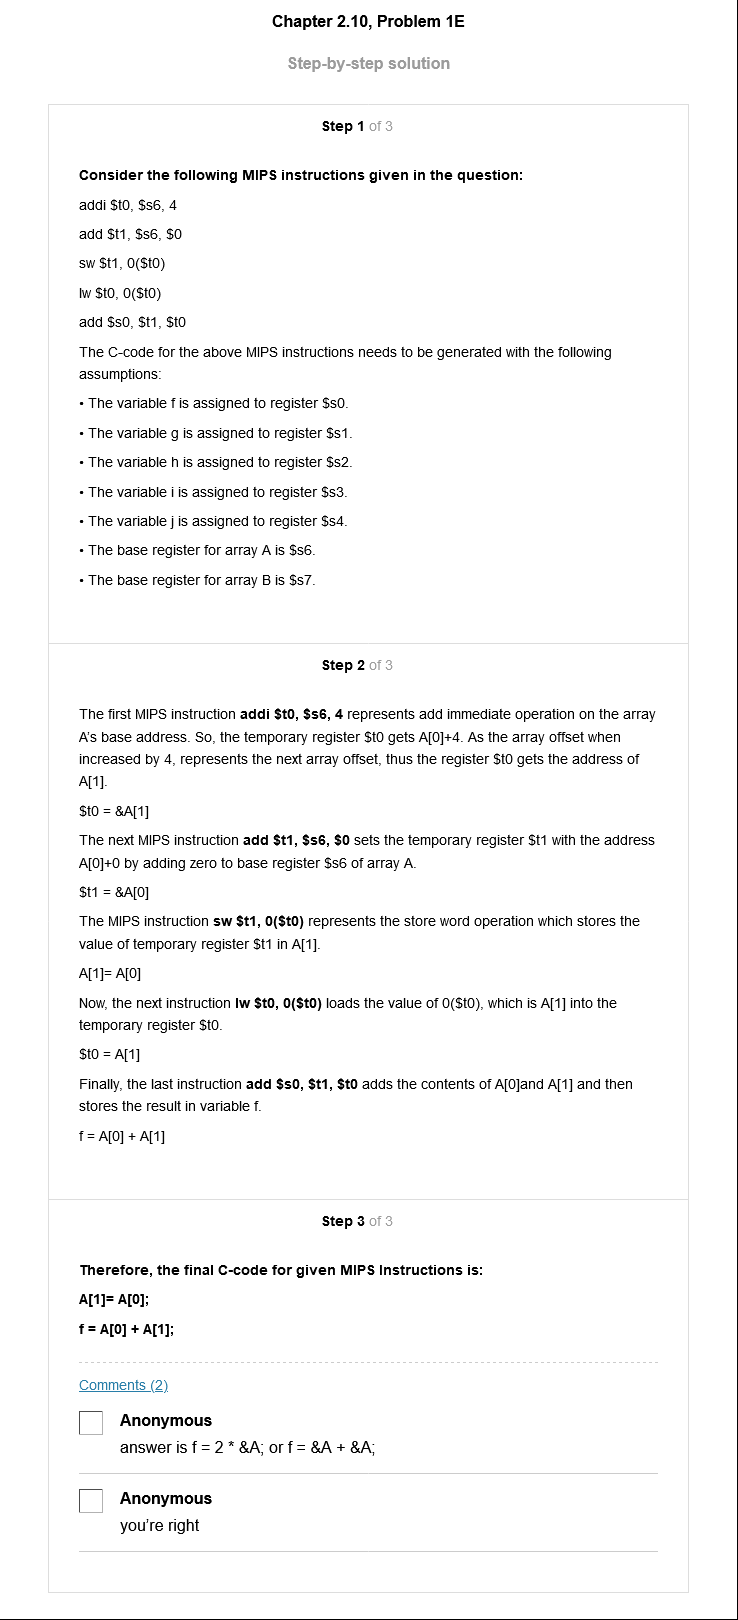 Chapter 2.10, Problem 1E
Step-by-step solution
Step 1 of 3
Consider the following MIPS instructions given in the question:
addi $t0, $s6, 4
add $t1, $s6, $0
sw $t1, 0($t0)
lw $t0, 0($t0)
add $s0, $t1, $t0
The C-code for the above MIPS instructions needs to be generated with the following
assumptions:
• The variable f is assigned to register $s0.
• The variable g is assigned to register $s1.
• The variable h is assigned to register $s2.
• The variable i is assigned to register $s3.
• The variable j is assigned to register $s4.
• The base register for array A is $s6.
• The base register for array B is $s7.
Step 2 of 3
The first MIPS instruction addi $t0, $s6, 4 represents add immediate operation on the array
A's base address. So, the temporary register $t0 gets A[0]+4. As the array offset when
increased by 4, represents the next array offset, thus the register $t0 gets the address of
A[1].
$t0 = &A[1]
The next MIPS instruction add $t1, $s6, $0 sets the temporary register $t1 with the address
A[0]+0 by adding zero to base register $s6 of array A.
$t1 = &A[0]
The MIPS instruction sw $t1, 0($t0) represents the store word operation which stores the
value of temporary register $t1 in A[1].
A[1]= A[0]
Now, the next instruction lw $t0, 0($t0) loads the value of 0($t0), which is A[1] into the
temporary register $t0.
$t0 = A[1]
Finally, the last instruction add $s0, $t1, $t0 adds the contents of A[0]and A[1] and then
stores the result in variable f.
f = A[0] + A[1]
Step 3 of 3
Therefore, the final C-code for given MIPS Instructions is:
A[1]= A[0];
f = A[0] + A[1];
Comments (2)
Anonymous
answer is f = 2 * &A; or f = &A + &A;
Anonymous
you're right